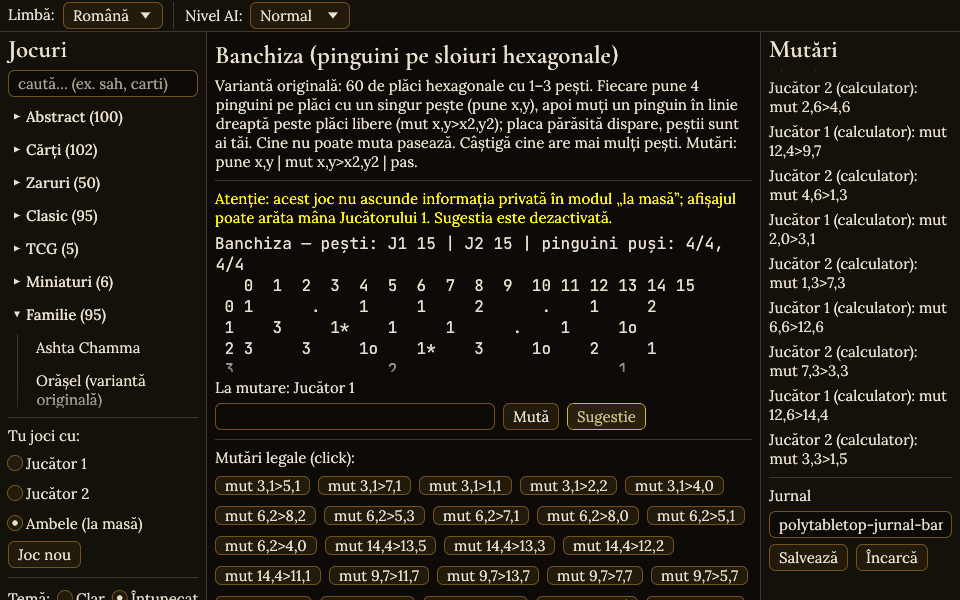 Limbă: Română ▼ Nivel AI: Normal ▼
Jocuri
caută... (ex. sah, carti)
▸ Abstract (100)
▸ Cărți (102)
▸ Zaruri (50)
▸ Clasic (95)
▸ TCG (5)
▸ Miniaturi (6)
▾ Familie (95)
Ashta Chamma
Orășel (variantă
originală)
Tu joci cu:
Jucător 1
Jucător 2
Ambele (la masă)
Joc nou
Temă: Clar Întunecat
Banchiza (pinguini pe sloiuri hexagonale)
Variantă originală: 60 de plăci hexagonale cu 1–3 pești. Fiecare pune 4
pinguini pe plăci cu un singur pește (pune x,y), apoi muți un pinguin în linie
dreaptă peste plăci libere (mut x,y>x2,y2); placa părăsită dispare, peștii sunt
ai tăi. Cine nu poate muta pasează. Câștigă cine are mai mulți pești. Mutări:
pune x,y | mut x,y>x2,y2 | pas.
Atenție: acest joc nu ascunde informația privată în modul „la masă”; afișajul
poate arăta mâna Jucătorului 1. Sugestia este dezactivată.
Banchiza — pești: J1 15 | J2 15 | pinguini puși: 4/4,
4/4
0 1 2 3 4 5 6 7 8 9 10 11 12 13 14 15
0 1 . 1 1 2 . 1 2
1 3 1* 1 1 . 1 1o
2 3 3 1o 1* 3 1o 2 1
3 2 1
La mutare: Jucător 1
Mută Sugestie
Mutări legale (click):
mut 3,1>5,1 mut 3,1>7,1 mut 3,1>1,1 mut 3,1>2,2 mut 3,1>4,0
mut 6,2>8,2 mut 6,2>5,3 mut 6,2>7,1 mut 6,2>8,0 mut 6,2>5,1
mut 6,2>4,0 mut 14,4>13,5 mut 14,4>13,3 mut 14,4>12,2
mut 14,4>11,1 mut 9,7>11,7 mut 9,7>13,7 mut 9,7>7,7 mut 9,7>5,7
Mutări
Jucător 2 (calculator):
mut 2,6>4,6
Jucător 1 (calculator): mut
12,4>9,7
Jucător 2 (calculator):
mut 4,6>1,3
Jucător 1 (calculator): mut
2,0>3,1
Jucător 2 (calculator):
mut 1,3>7,3
Jucător 1 (calculator): mut
6,6>12,6
Jucător 2 (calculator):
mut 7,3>3,3
Jucător 1 (calculator): mut
12,6>14,4
Jucător 2 (calculator):
mut 3,3>1,5
Jurnal
polytabletop-jurnal-bar
Salvează Încarcă